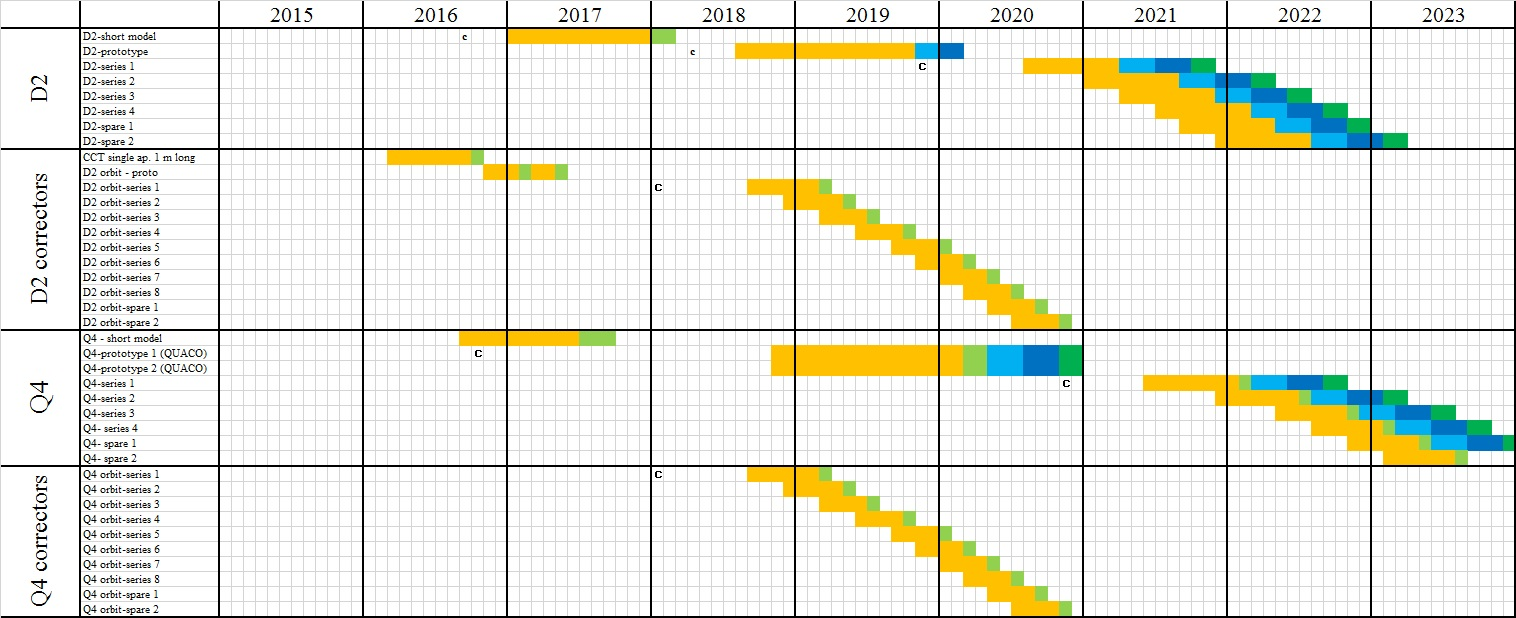 2015 2016 2017 2018 2019 2020 2021 2022 2023
D2
D2-short model c
D2-prototype c
D2-series 1 C
D2-series 2
D2-series 3
D2-series 4
D2-spare 1
D2-spare 2
D2 correctors
CCT single ap. 1 m long
D2 orbit - proto
D2 orbit-series 1 C
D2 orbit-series 2
D2 orbit-series 3
D2 orbit-series 4
D2 orbit-series 5
D2 orbit-series 6
D2 orbit-series 7
D2 orbit-series 8
D2 orbit-spare 1
D2 orbit-spare 2
Q4
Q4 - short model
Q4-prototype 1 (QUACO) C
Q4-prototype 2 (QUACO)
Q4-series 1 C
Q4-series 2
Q4-series 3
Q4- series 4
Q4- spare 1
Q4- spare 2
Q4 correctors
Q4 orbit-series 1 C
Q4 orbit-series 2
Q4 orbit-series 3
Q4 orbit-series 4
Q4 orbit-series 5
Q4 orbit-series 6
Q4 orbit-series 7
Q4 orbit-series 8
Q4 orbit-spare 1
Q4 orbit-spare 2